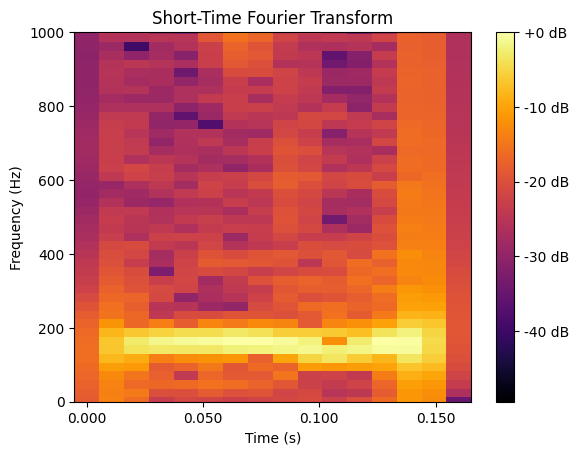 Short-Time Fourier Transform
1000
800
600
400
200
0
Frequency (Hz)
0.000
0.050
0.100
0.150
Time (s)
+0 dB
-10 dB
-20 dB
-30 dB
-40 dB